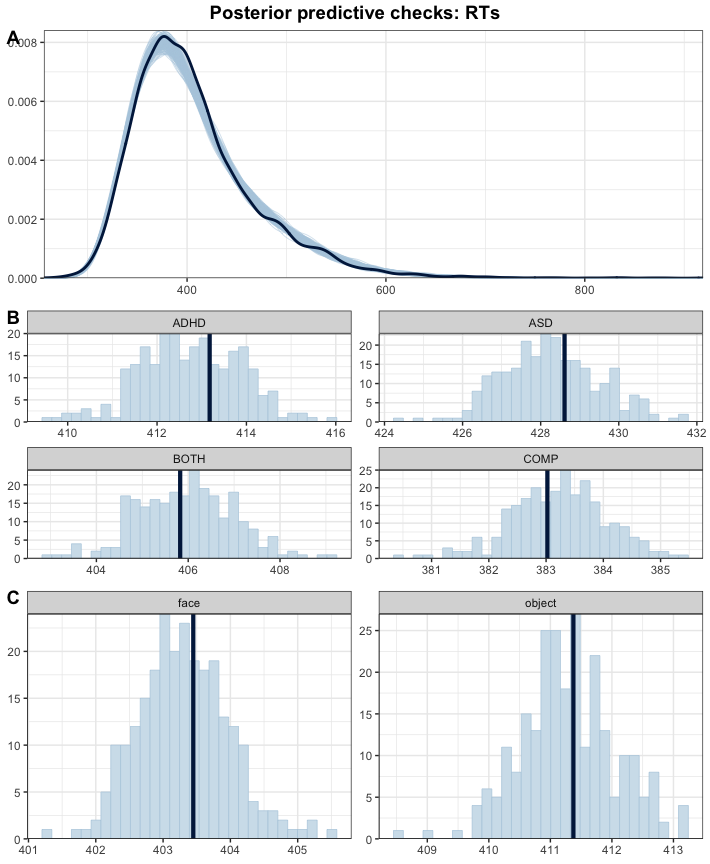 Posterior predictive checks: RTs
A
0.008
0.006
0.004
0.002
0.000
400 600 800
B
ADHD ASD
20
15
10
5
0
410 412 414 416
20
15
10
5
0
424 426 428 430 432
BOTH COMP
20
15
10
5
0
404 406 408
25
20
15
10
5
0
381 382 383 384 385
C
face object
20
15
10
5
0
401 402 403 404 405
25
20
15
10
5
0
409 410 411 412 413